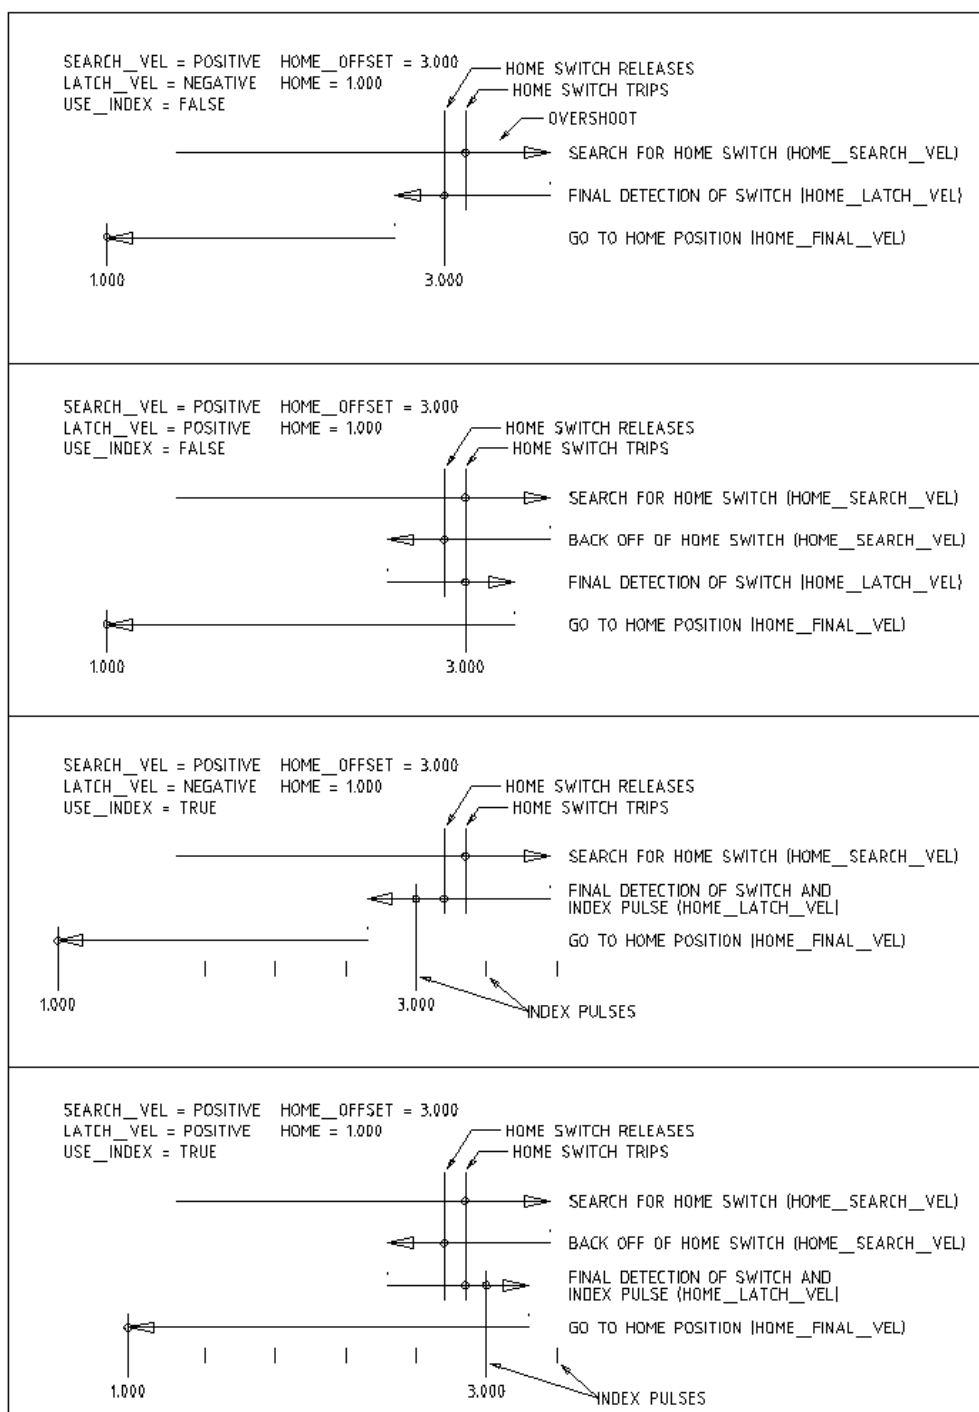 SEARCH_VEL = POSITIVE HOME_OFFSET = 3.000
LATCH_VEL = NEGATIVE HOME = 1.000
USE_INDEX = FALSE
HOME SWITCH RELEASES
HOME SWITCH TRIPS
OVERSHOOT
SEARCH FOR HOME SWITCH (HOME_SEARCH_VEL)
FINAL DETECTION OF SWITCH (HOME_LATCH_VEL)
GO TO HOME POSITION (HOME_FINAL_VEL)
1.000 3.000
SEARCH_VEL = POSITIVE HOME_OFFSET = 3.000
LATCH_VEL = POSITIVE HOME = 1.000
USE_INDEX = FALSE
HOME SWITCH RELEASES
HOME SWITCH TRIPS
SEARCH FOR HOME SWITCH (HOME_SEARCH_VEL)
BACK OFF OF HOME SWITCH (HOME_SEARCH_VEL)
FINAL DETECTION OF SWITCH (HOME_LATCH_VEL)
GO TO HOME POSITION (HOME_FINAL_VEL)
1.000 3.000
SEARCH_VEL = POSITIVE HOME_OFFSET = 3.000
LATCH_VEL = NEGATIVE HOME = 1.000
USE_INDEX = TRUE
HOME SWITCH RELEASES
HOME SWITCH TRIPS
SEARCH FOR HOME SWITCH (HOME_SEARCH_VEL)
FINAL DETECTION OF SWITCH AND
INDEX PULSE (HOME_LATCH_VEL)
GO TO HOME POSITION (HOME_FINAL_VEL)
1.000 3.000
INDEX PULSES
SEARCH_VEL = POSITIVE HOME_OFFSET = 3.000
LATCH_VEL = POSITIVE HOME = 1.000
USE_INDEX = TRUE
HOME SWITCH RELEASES
HOME SWITCH TRIPS
SEARCH FOR HOME SWITCH (HOME_SEARCH_VEL)
BACK OFF OF HOME SWITCH (HOME_SEARCH_VEL)
FINAL DETECTION OF SWITCH AND
INDEX PULSE (HOME_LATCH_VEL)
GO TO HOME POSITION (HOME_FINAL_VEL)
1.000 3.000
INDEX PULSES